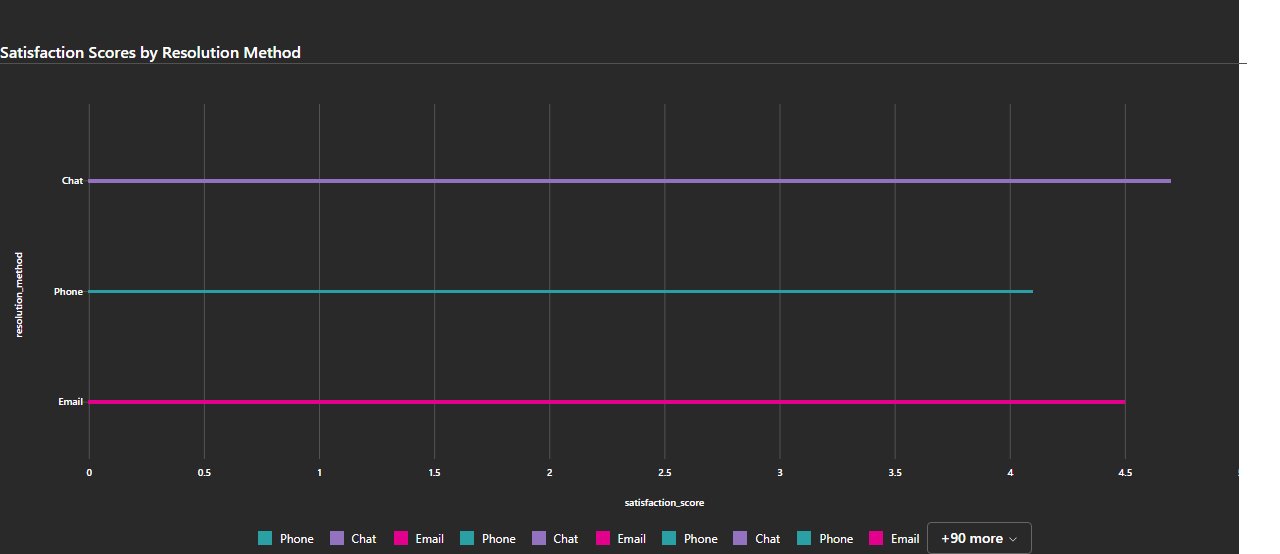 Satisfaction Scores by Resolution Method
Chat
Phone
Email
resolution_method
0 0.5 1 1.5 2 2.5 3 3.5 4 4.5
satisfaction_score
Phone Chat Email Phone Chat Email Phone Chat Phone Email +90 more